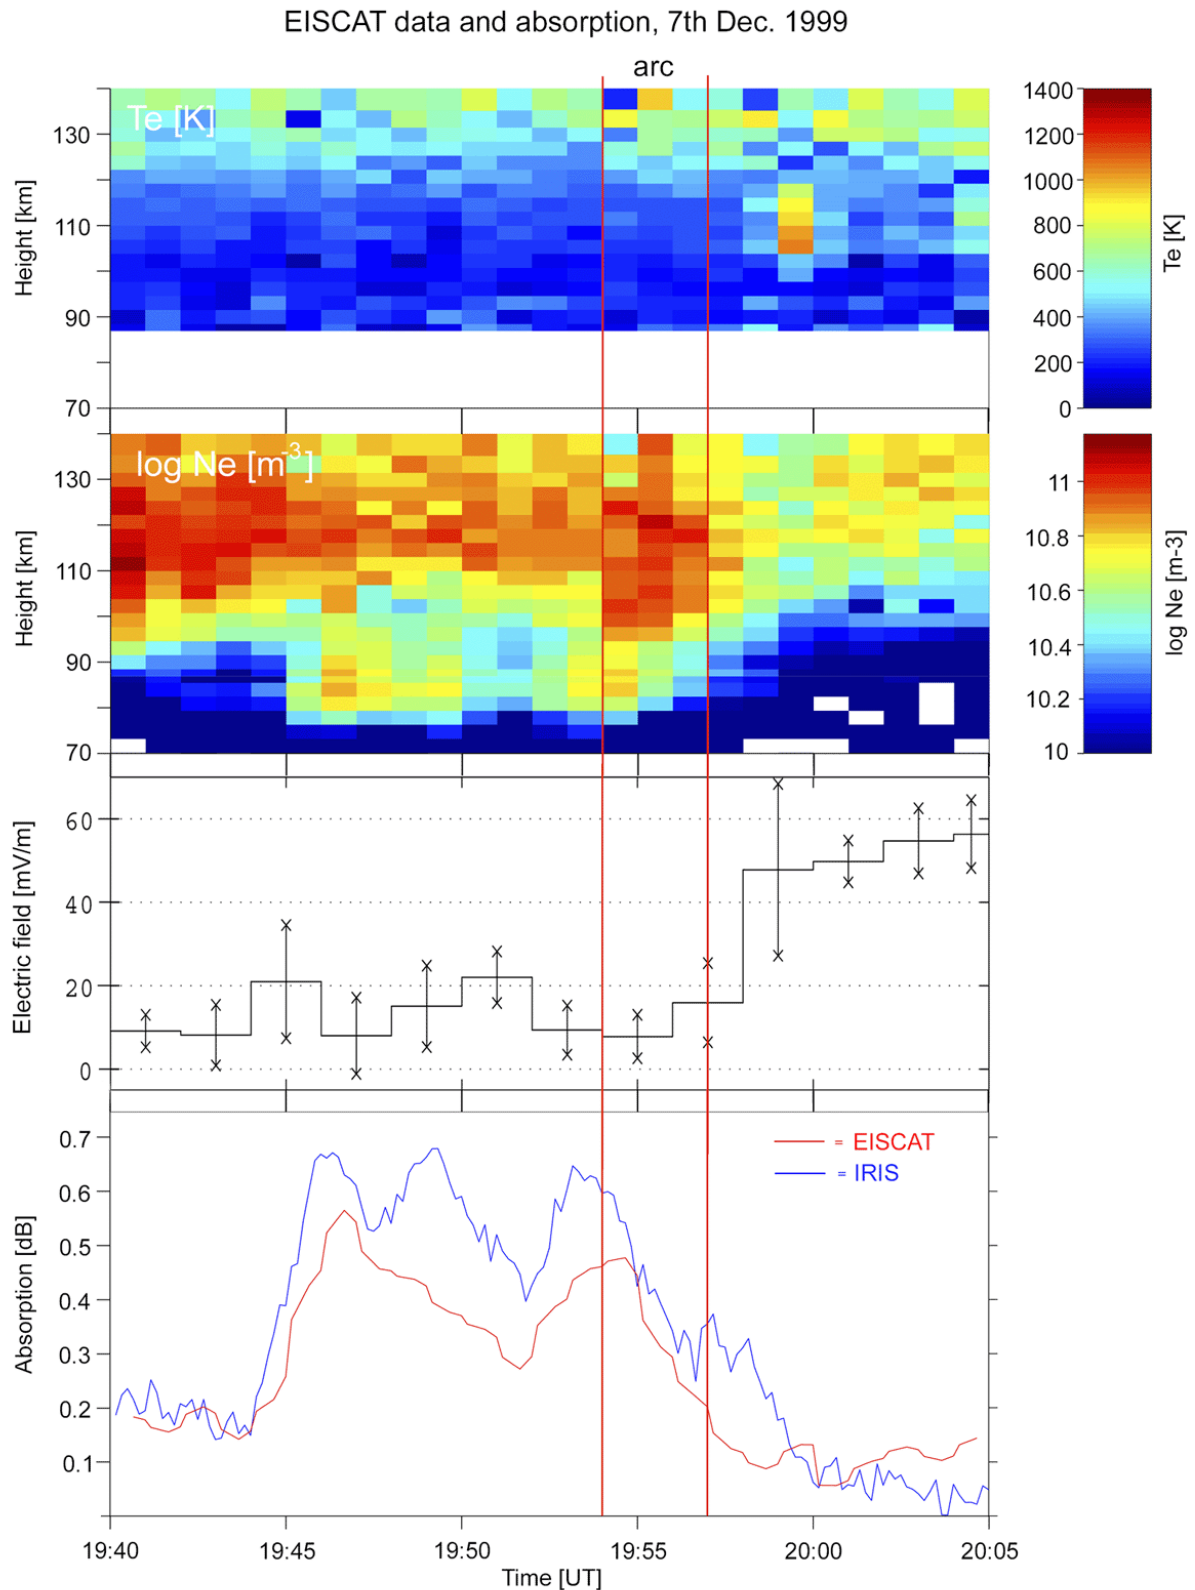 EISCAT data and absorption, 7th Dec. 1999
arc
Te [K]
130
110
90
70
Height [km]
1400
1200
1000
800
600
400
200
0
Te [K]
log Ne [m-3]
130
110
90
70
Height [km]
11
10.8
10.6
10.4
10.2
10
log Ne [m-3]
60
40
20
0
Electric field [mV/m]
0.7
0.6
0.5
0.4
0.3
0.2
0.1
Absorption [dB]
= EISCAT
= IRIS
19:40 19:45 19:50 19:55 20:00 20:05
Time [UT]